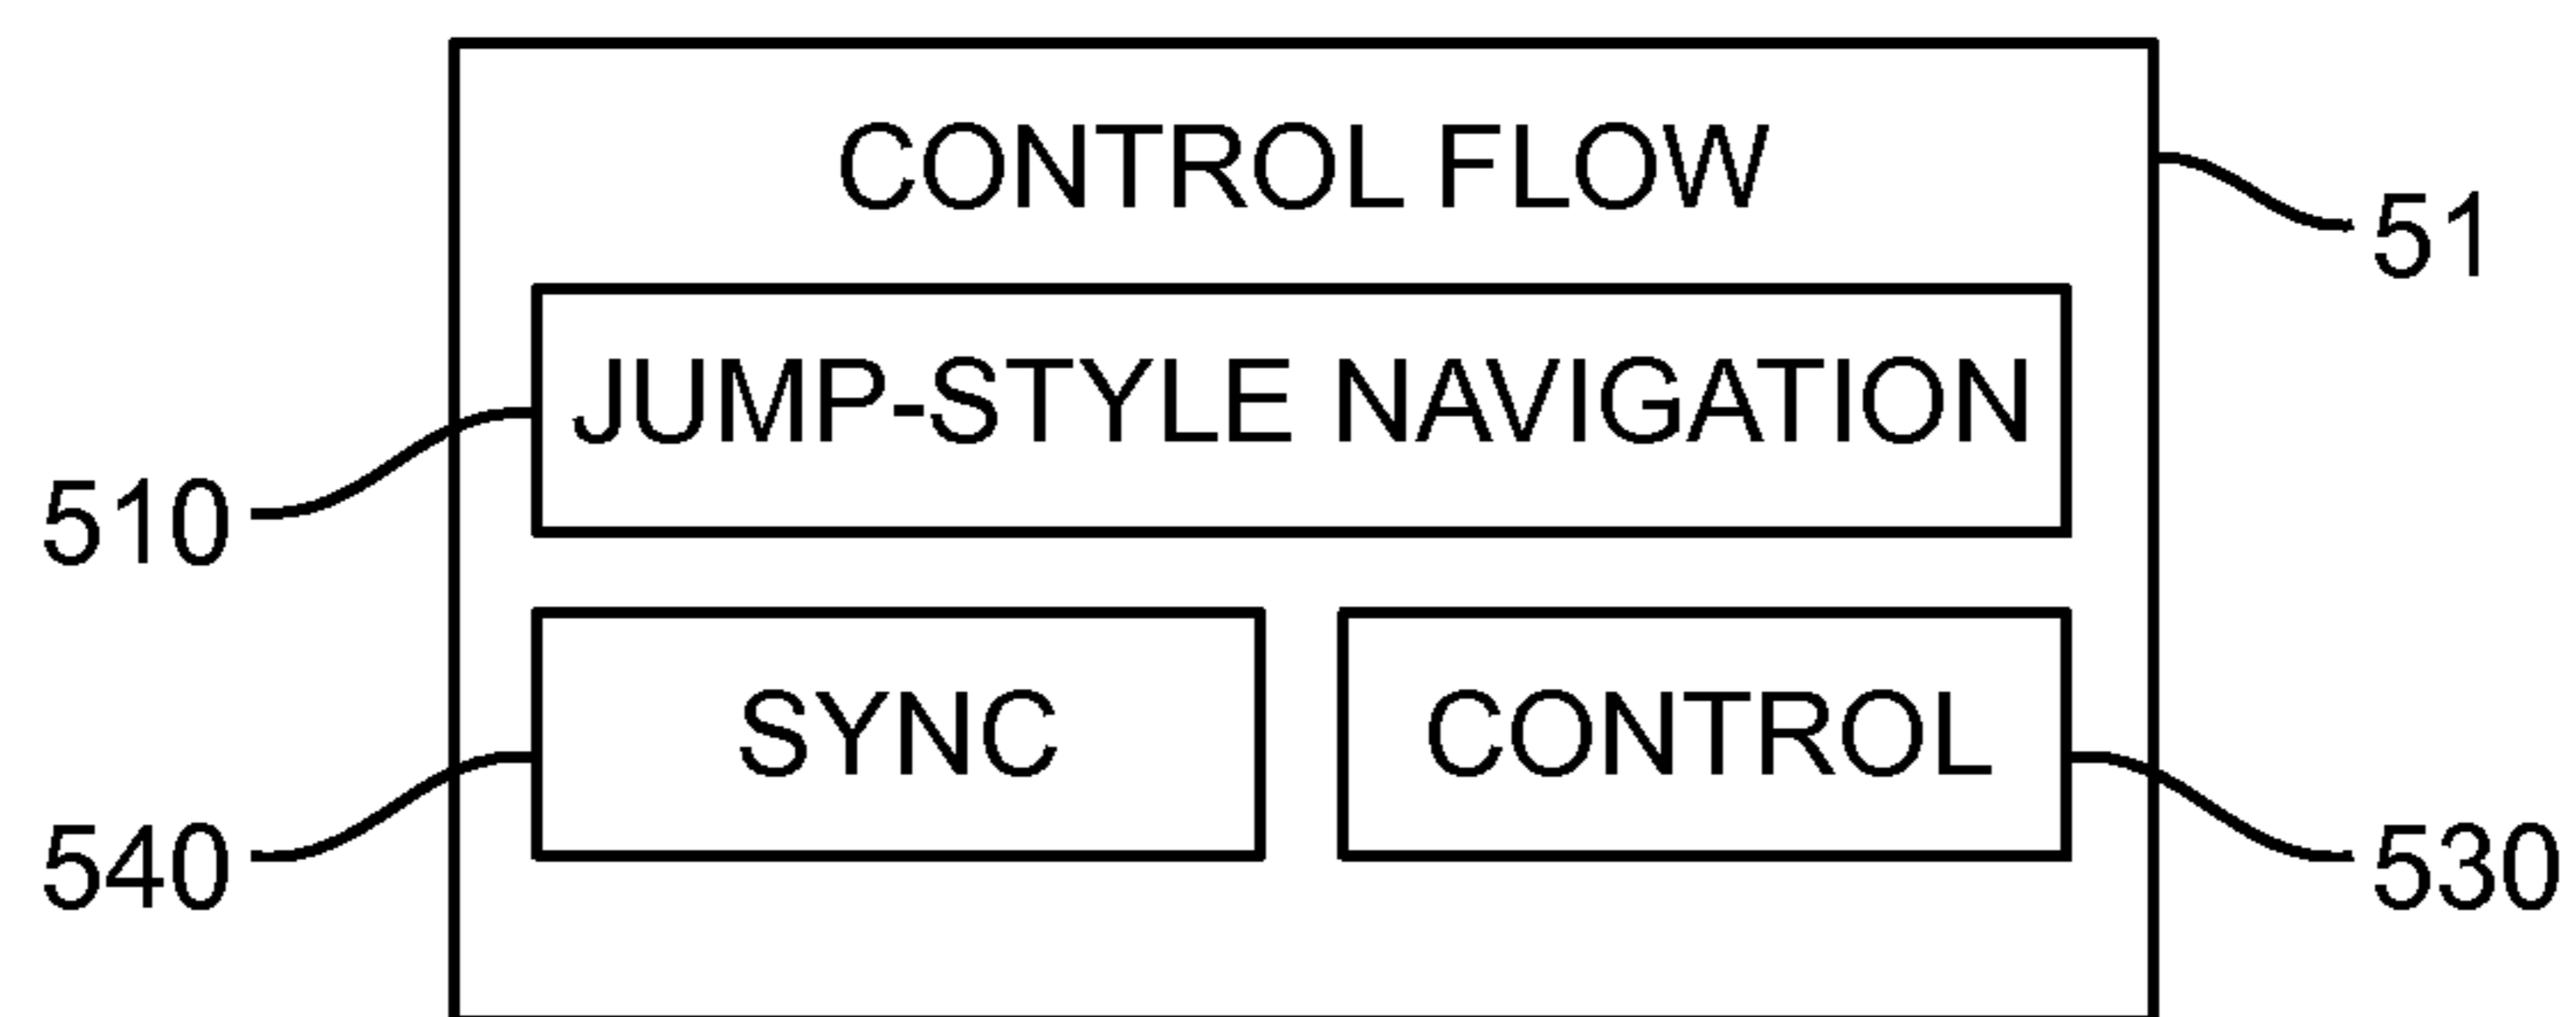 CONTROL FLOW
51
JUMP-STYLE NAVIGATION
510
SYNC
CONTROL
540
530